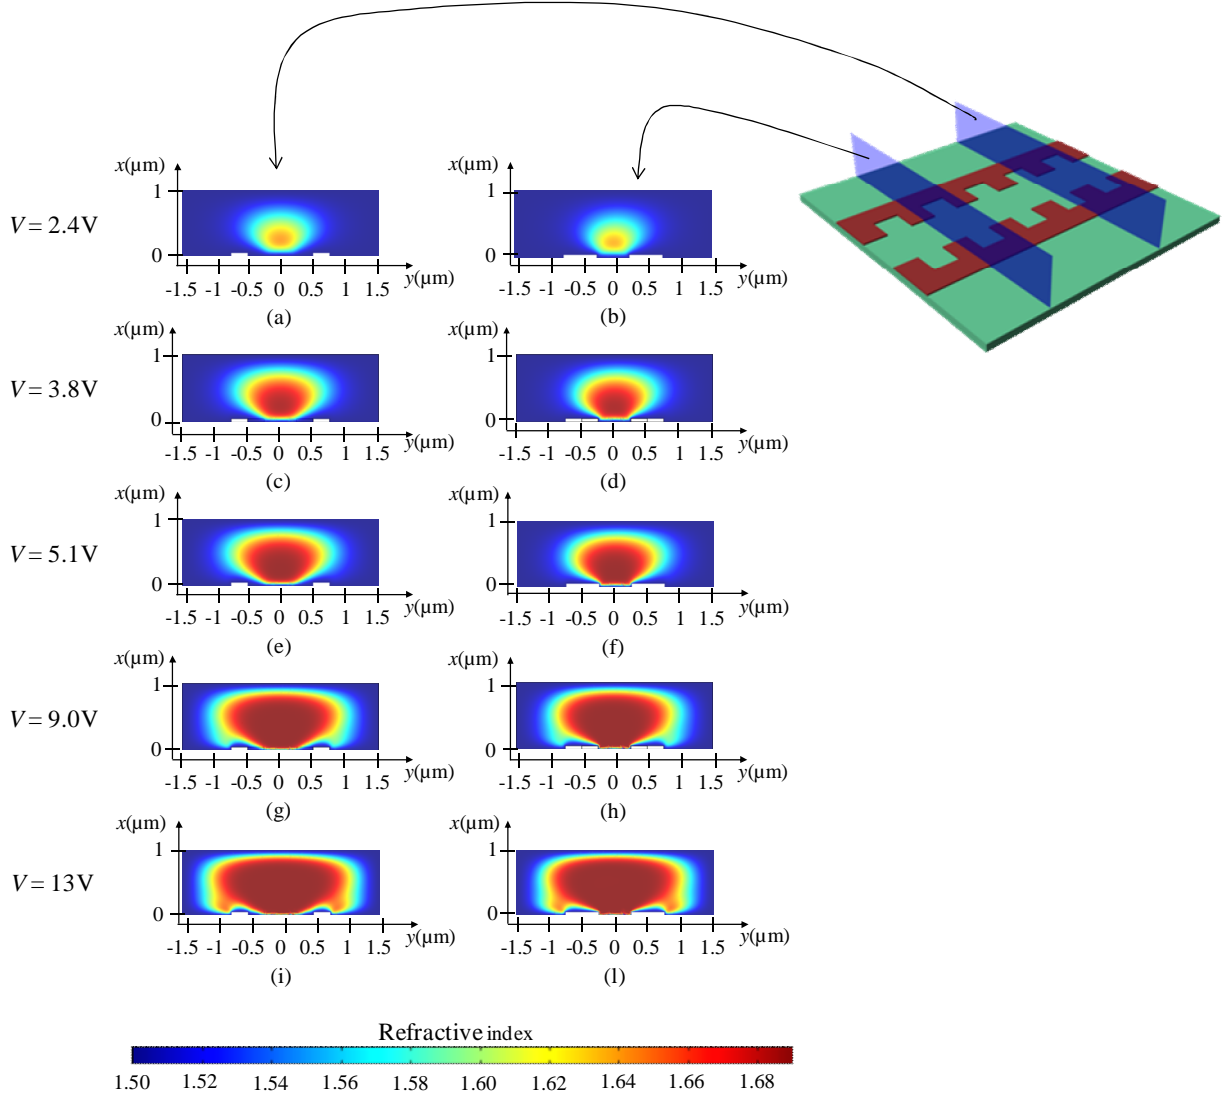 x(µm) x(µm)
1 1
V = 2.4V
0 0
-1.5 -1 -0.5 0 0.5 1 1.5 y(µm) -1.5 -1 -0.5 0 0.5 1 1.5 y(µm)
(a) (b)
x(µm) x(µm)
1 1
V = 3.8V
0 0
-1.5 -1 -0.5 0 0.5 1 1.5 y(µm) -1.5 -1 -0.5 0 0.5 1 1.5 y(µm)
(c) (d)
x(µm) x(µm)
1 1
V = 5.1V
0 0
-1.5 -1 -0.5 0 0.5 1 1.5 y(µm) -1.5 -1 -0.5 0 0.5 1 1.5 y(µm)
(e) (f)
x(µm) x(µm)
1 1
V = 9.0V
0 0
-1.5 -1 -0.5 0 0.5 1 1.5 y(µm) -1.5 -1 -0.5 0 0.5 1 1.5 y(µm)
(g) (h)
x(µm) x(µm)
1 1
V = 13V
0 0
-1.5 -1 -0.5 0 0.5 1 1.5 y(µm) -1.5 -1 -0.5 0 0.5 1 1.5 y(µm)
(i) (l)
Refractive index
1.50 1.52 1.54 1.56 1.58 1.60 1.62 1.64 1.66 1.68